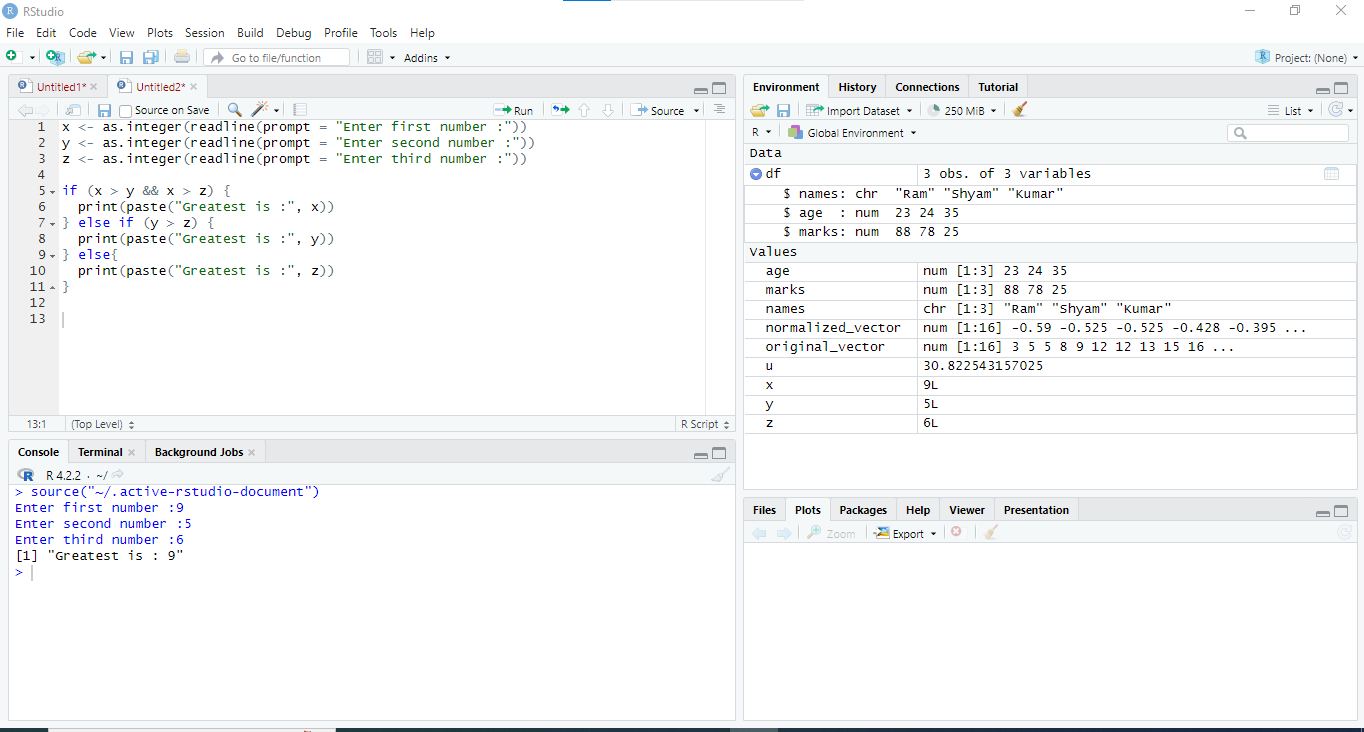 RStudio
File Edit Code View Plots Session Build Debug Profile Tools Help
Go to file/function Addins Project: (None)
Untitled1* Untitled2*
Source on Save Run Source
1 x <- as.integer(readline(prompt = "Enter first number :"))
2 y <- as.integer(readline(prompt = "Enter second number :"))
3 z <- as.integer(readline(prompt = "Enter third number :"))
4
5 if (x > y && x > z) {
6 print(paste("Greatest is :", x))
7 } else if (y > z) {
8 print(paste("Greatest is :", y))
9 } else{
10 print(paste("Greatest is :", z))
11 }
12
13
13:1 (Top Level) R Script
Console Terminal Background Jobs
R 4.2.2 · ~/
> source("~/.active-rstudio-document")
Enter first number :9
Enter second number :5
Enter third number :6
[1] "Greatest is : 9"
>
Environment History Connections Tutorial
Import Dataset 250 MiB List
R Global Environment
Data
df 3 obs. of 3 variables
$ names: chr "Ram" "Shyam" "Kumar"
$ age : num 23 24 35
$ marks: num 88 78 25
Values
age num [1:3] 23 24 35
marks num [1:3] 88 78 25
names chr [1:3] "Ram" "Shyam" "Kumar"
normalized_vector num [1:16] -0.59 -0.525 -0.525 -0.428 -0.395 ...
original_vector num [1:16] 3 5 5 8 9 12 12 13 15 16 ...
u 30.822543157025
x 9L
y 5L
z 6L
Files Plots Packages Help Viewer Presentation
Zoom Export